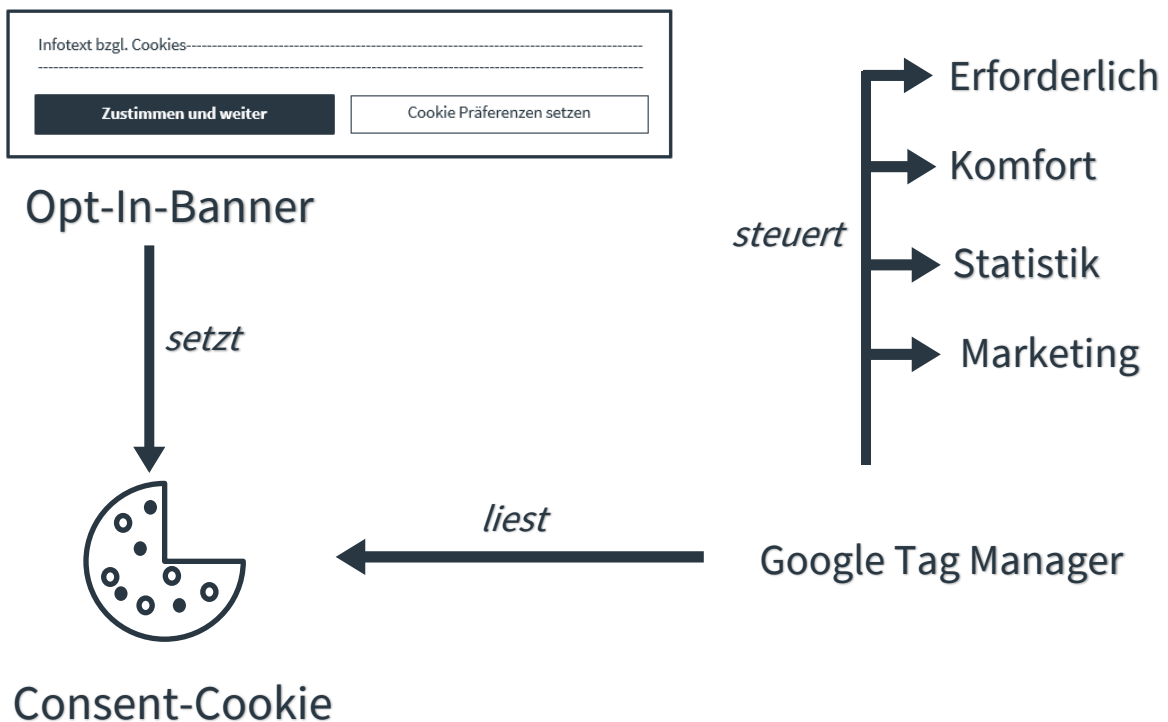 Infotext bzgl. Cookies
Zustimmen und weiter
Cookie Präferenzen setzen
Opt-In-Banner
setzt
Consent-Cookie
liest
Google Tag Manager
steuert
Erforderlich
Komfort
Statistik
Marketing